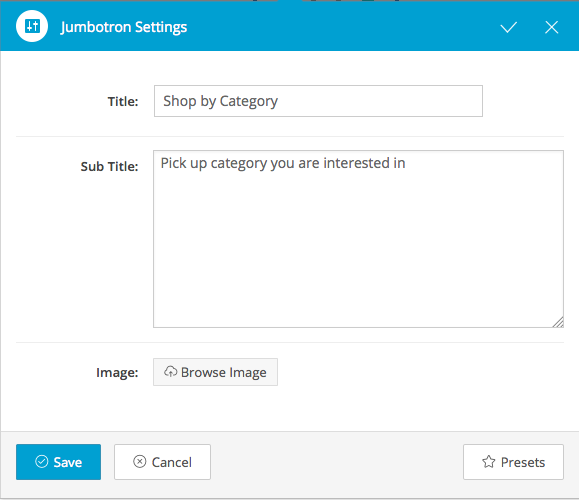 Jumbotron Settings
Title:
Shop by Category
Sub Title:
Pick up category you are interested in
Image:
Browse Image
Save
Cancel
Presets